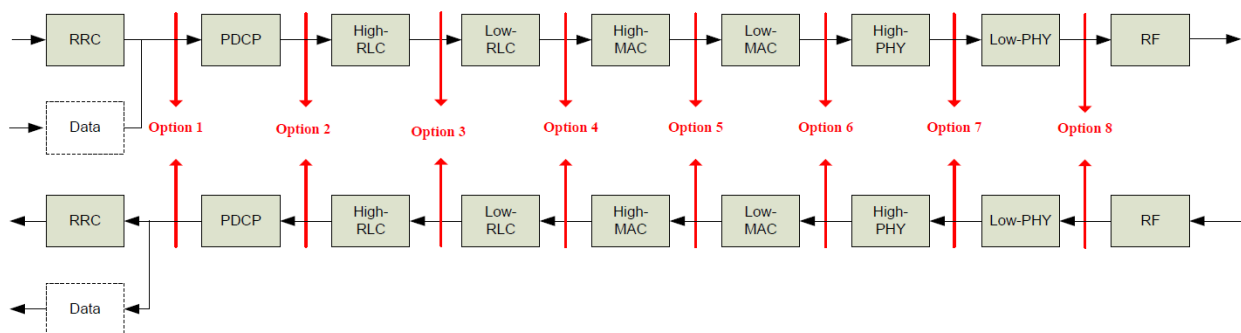 RRC
PDCP
High-
RLC
Low-
RLC
High-
MAC
Low-
MAC
High-
PHY
Low-PHY
RF
Data
Option 1
Option 2
Option 3
Option 4
Option 5
Option 6
Option 7
Option 8
RRC
PDCP
High-
RLC
Low-
RLC
High-
MAC
Low-
MAC
High-
PHY
Low-PHY
RF
Data